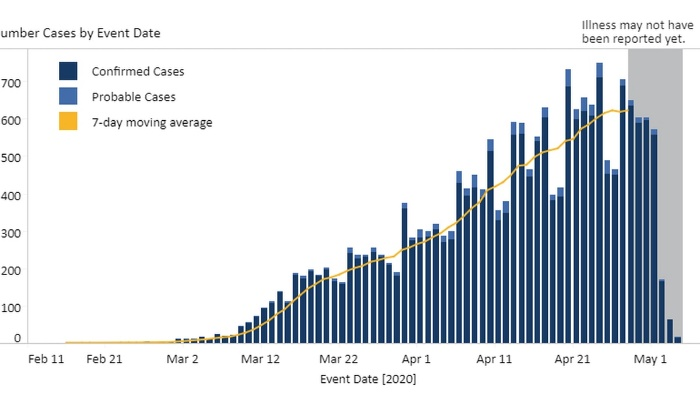 Illness may not have
been reported yet.
umber Cases by Event Date
Confirmed Cases
Probable Cases
7-day moving average
700
600
500
400
300
200
100
0
Feb 11 Feb 21 Mar 2 Mar 12 Mar 22 Apr 1 Apr 11 Apr 21 May 1
Event Date [2020]